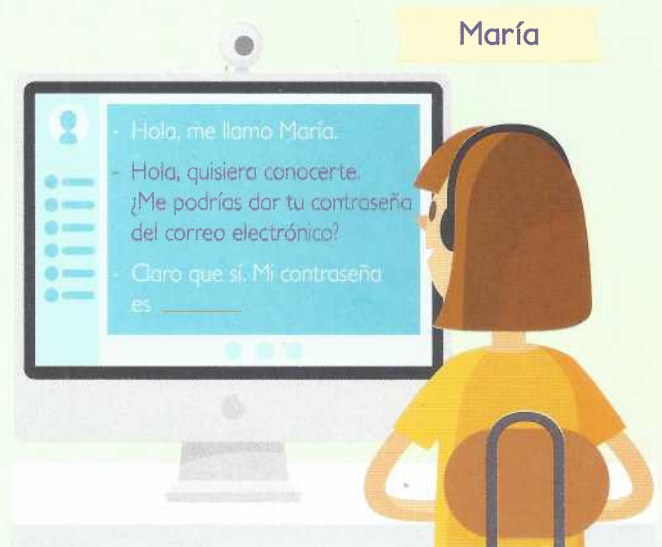 María
- Hola, me llamo María.
- Hola, quisiera conocerte.
¿Me podrías dar tu contraseña
del correo electrónico?
- Claro que sí. Mi contraseña
es ________